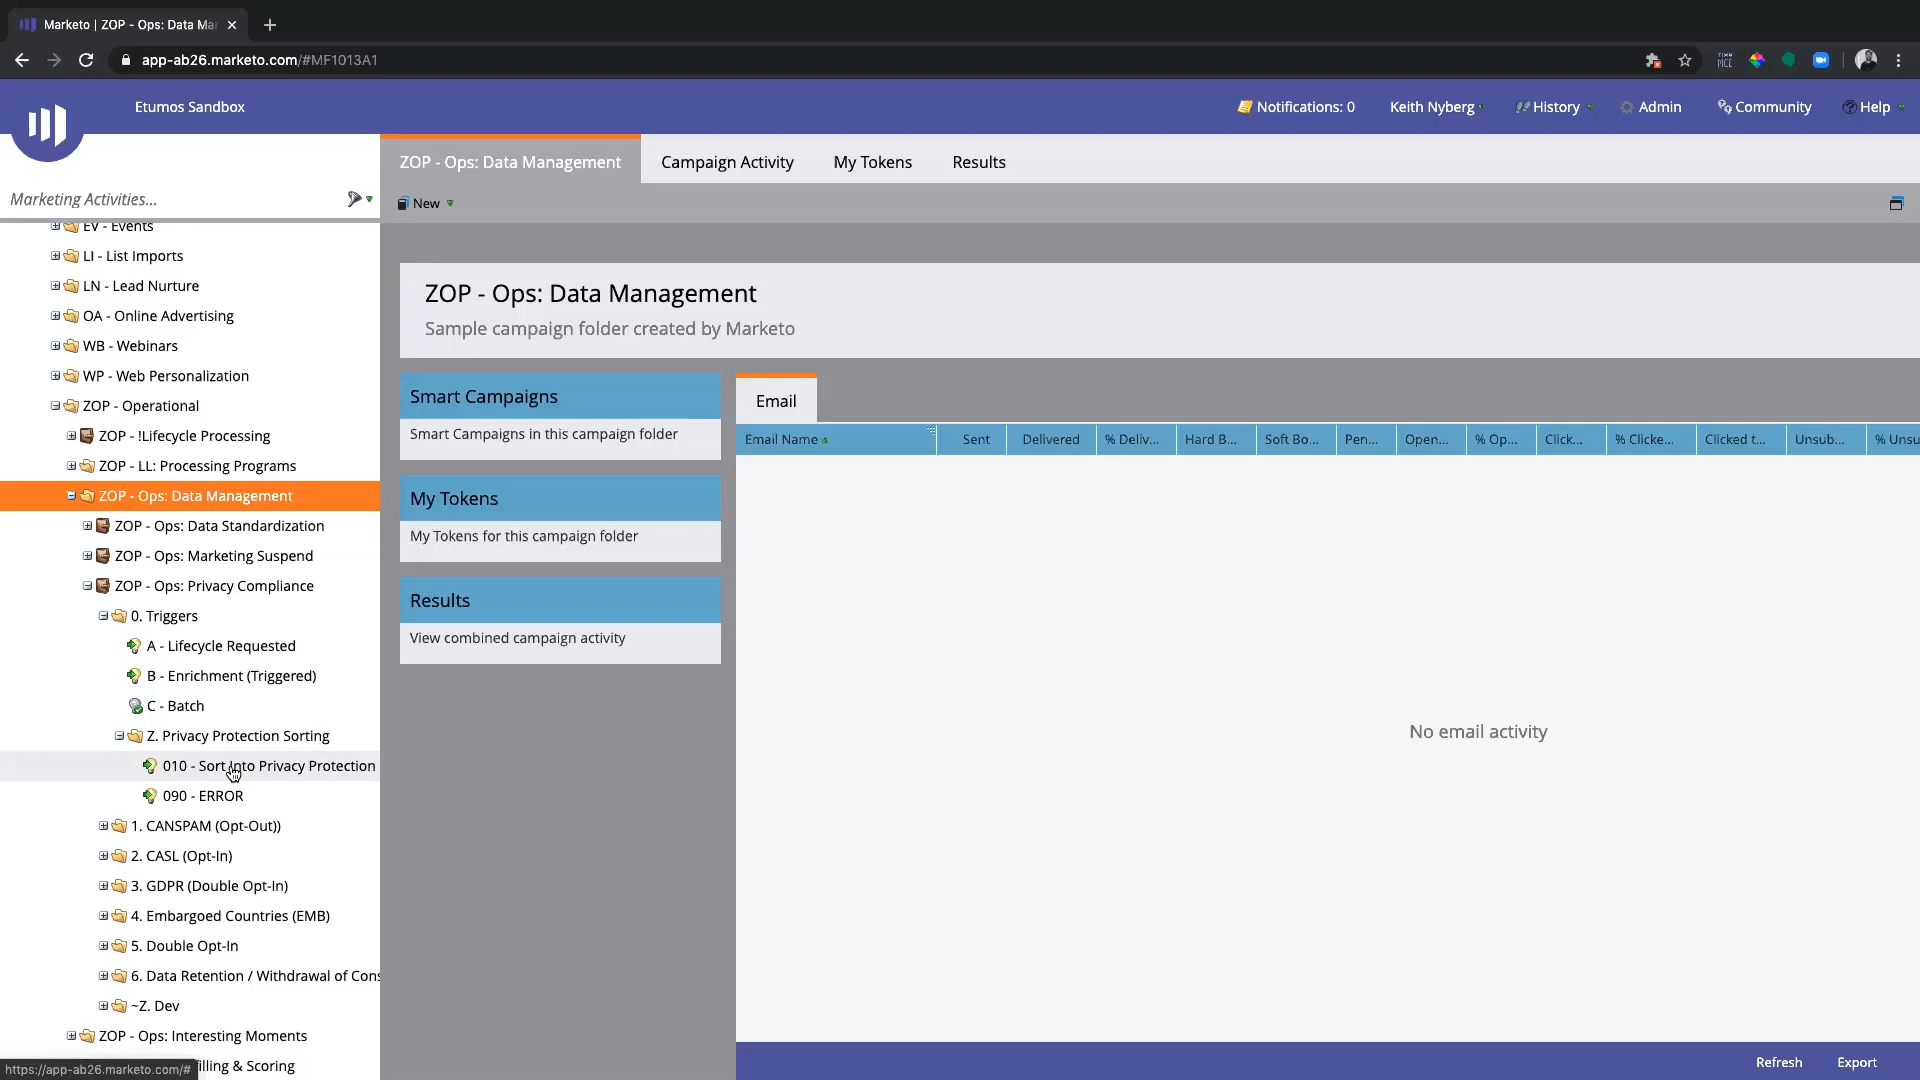 Marketo | ZOP - Ops: Data Ma
app-ab26.marketo.com/#MF1013A1
Etumos Sandbox
Notifications: 0
Keith Nyberg
History
Admin
Community
Help
Marketing Activities...
ZOP - Ops: Data Management
Campaign Activity
My Tokens
Results
New
EV - Events
LI - List Imports
LN - Lead Nurture
OA - Online Advertising
WB - Webinars
WP - Web Personalization
ZOP - Operational
ZOP - !Lifecycle Processing
ZOP - LL: Processing Programs
ZOP - Ops: Data Management
ZOP - Ops: Data Standardization
ZOP - Ops: Marketing Suspend
ZOP - Ops: Privacy Compliance
0. Triggers
A - Lifecycle Requested
B - Enrichment (Triggered)
C - Batch
Z. Privacy Protection Sorting
010 - Sort Into Privacy Protection
090 - ERROR
1. CANSPAM (Opt-Out))
2. CASL (Opt-In)
3. GDPR (Double Opt-In)
4. Embargoed Countries (EMB)
5. Double Opt-In
6. Data Retention / Withdrawal of Cons
~Z. Dev
ZOP - Ops: Interesting Moments
illing & Scoring
https://app-ab26.marketo.com/#
ZOP - Ops: Data Management
Sample campaign folder created by Marketo
Smart Campaigns
Smart Campaigns in this campaign folder
My Tokens
My Tokens for this campaign folder
Results
View combined campaign activity
Email
Email Name
Sent
Delivered
% Deliv...
Hard B...
Soft Bo...
Pen...
Open...
% Op...
Click...
% Clicke...
Clicked t...
Unsub...
% Unsu
No email activity
Refresh
Export